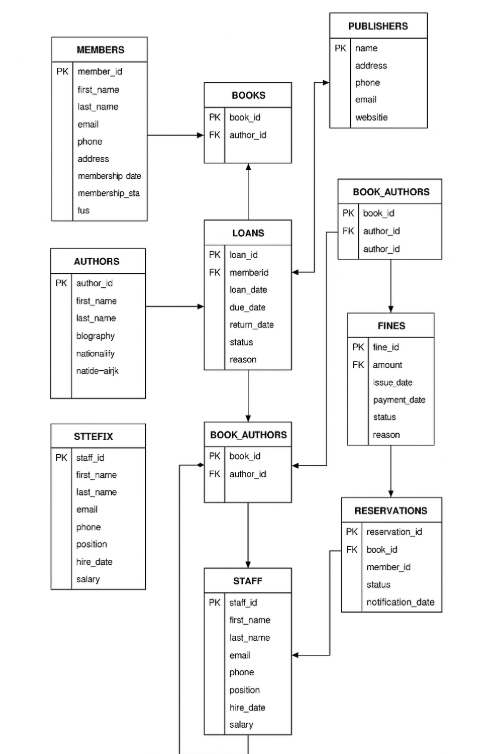 MEMBERS
PK member_id
first_name
last_name
email
phone
address
membership date
membership_sta
fus
AUTHORS
PK author_id
first_name
last_name
blography
nationalify
natide-airjk
STTEFIX
PK staff_id
first_name
last_name
email
phone
position
hire_date
salary
BOOKS
PK book_id
FK author_id
LOANS
PK loan_id
FK memberid
loan_date
due_date
return_date
status
reason
BOOK_AUTHORS
PK book_id
FK author_id
STAFF
PK staff_id
first_name
last_name
email
phone
position
hire_date
salary
PUBLISHERS
PK name
address
phone
email
websitie
BOOK_AUTHORS
PK book_id
FK author_id
author_id
FINES
PK fine_id
FK amount
issue_date
payment_date
status
reason
RESERVATIONS
PK reservation_id
FK book_id
member_id
status
notification_date